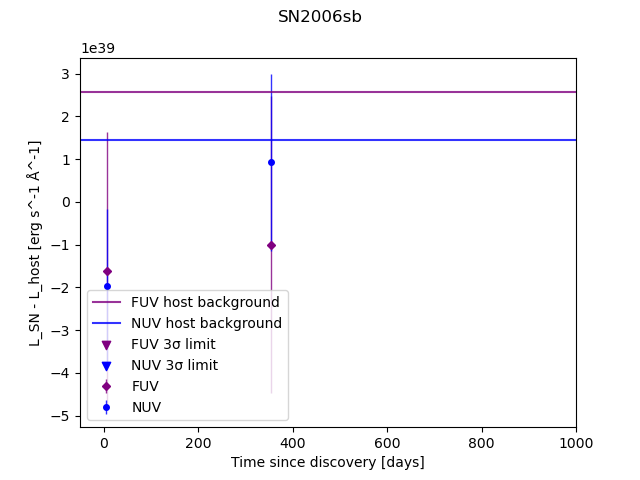 SN2006sb
1e39
L_SN - L_host [erg s^-1 Å^-1]
3
2
1
0
−1
−2
−3
−4
−5
FUV host background
NUV host background
FUV 3σ limit
NUV 3σ limit
FUV
NUV
0 200 400 600 800 1000
Time since discovery [days]